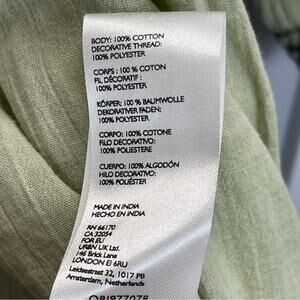 BODY: 100% COTTON
DECORATIVE THREAD:
100% POLYESTER
CORPS : 100 % COTON
FIL DÉCORATIF :
100% POLYESTER
KÖRPER: 100 % BAUMWOLLE
DEKORATIVER FADEN:
100% POLYESTER
CORPO: 100% COTONE
FILO DECORATIVO:
100% POLIESTERE
CUERPO: 100% ALGODÓN
HILO DECORATIVO:
100% POLIÉSTER
MADE IN INDIA
HECHO EN INDIA
RN 66170
CA 32054
FOR EU
URBN UK Ltd.
146 Brick Lane
LONDON E1 6RU
Leidsestraat 32, 1017 PB
Amsterdam, Netherlands